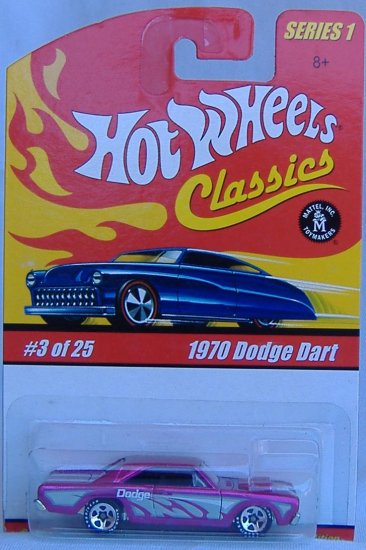 SERIES 1
8+
HOT WHEELS
Classics
MATTEL, INC.
M
TOYMAKERS
#3 of 25
1970 Dodge Dart
Dodge